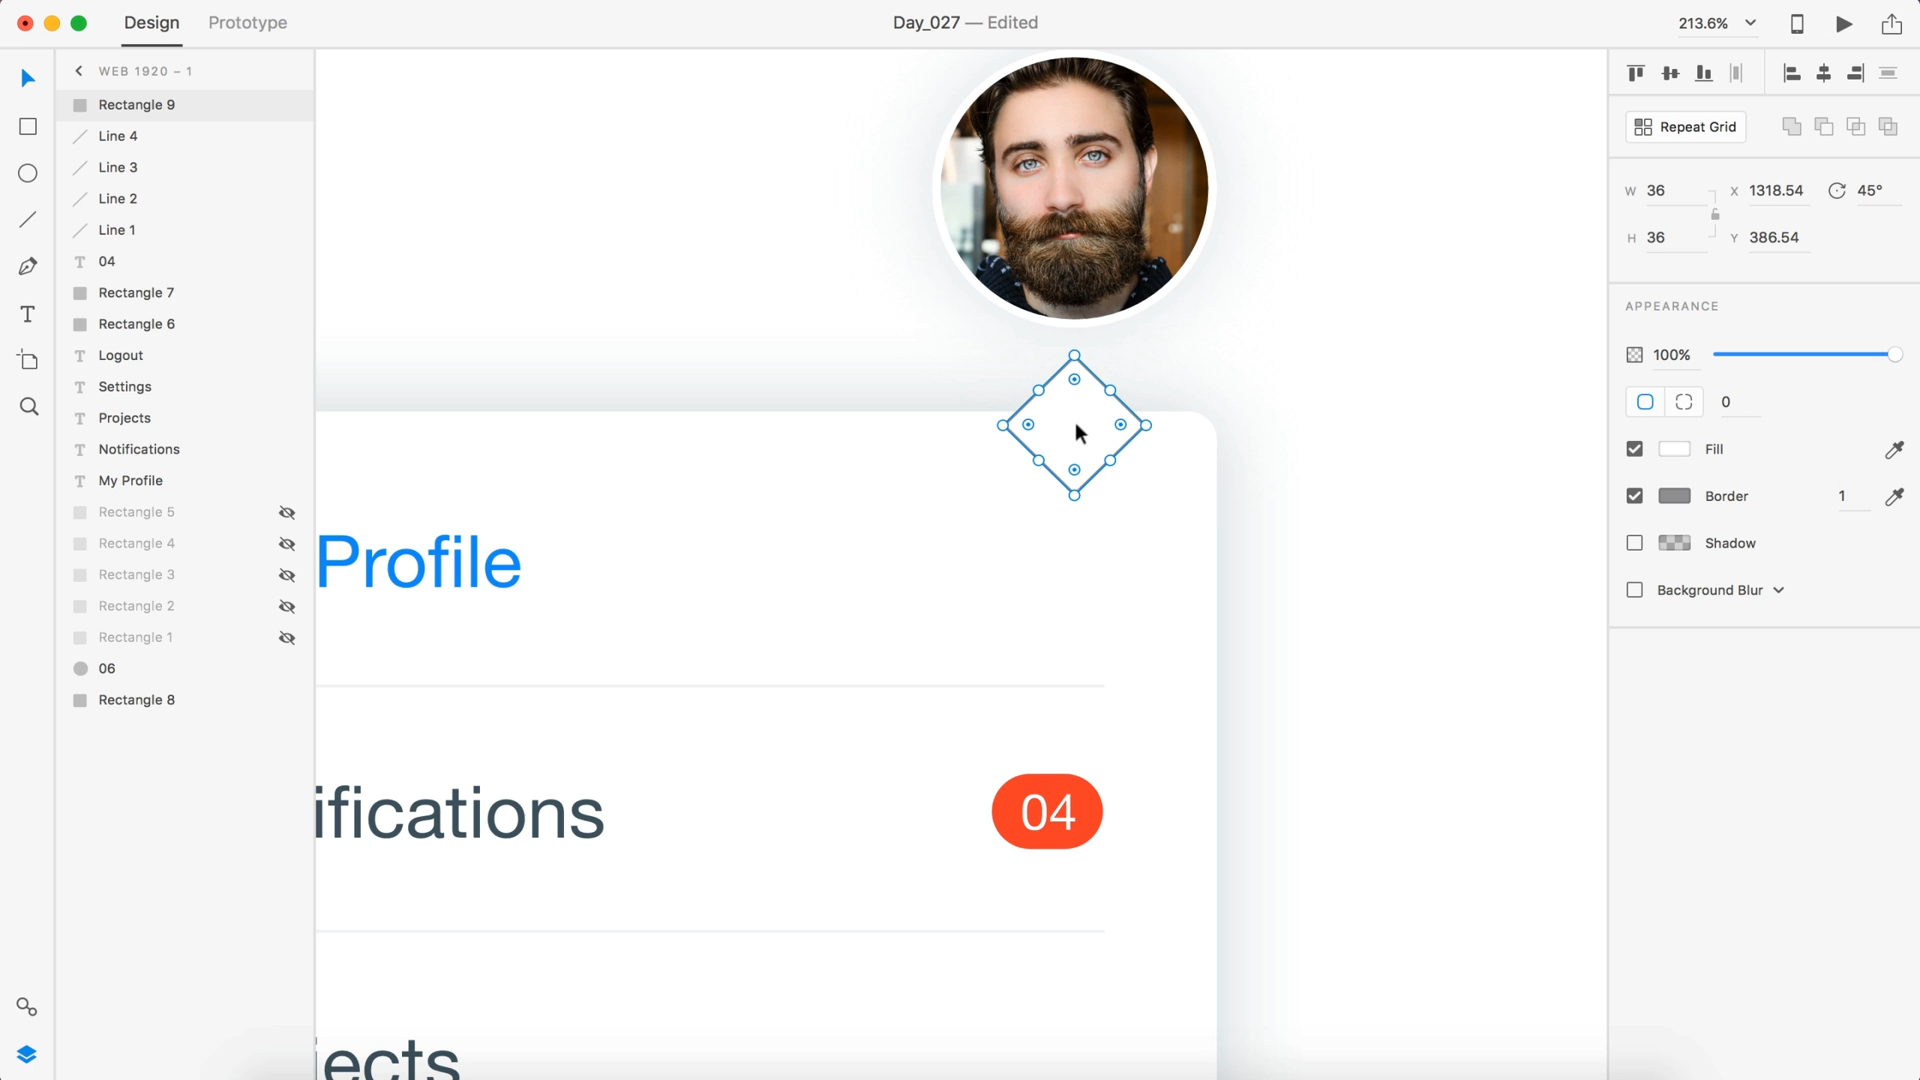 Design
Prototype
Day_027 — Edited
213.6%
WEB 1920 – 1
Rectangle 9
Line 4
Line 3
Line 2
Line 1
T 04
Rectangle 7
Rectangle 6
T Logout
T Settings
T Projects
T Notifications
T My Profile
Rectangle 5
Rectangle 4
Rectangle 3
Rectangle 2
Rectangle 1
06
Rectangle 8
Profile
ifications
04
jects
Repeat Grid
W 36 X 1318.54 45°
H 36 Y 386.54
APPEARANCE
100%
0
Fill
Border 1
Shadow
Background Blur